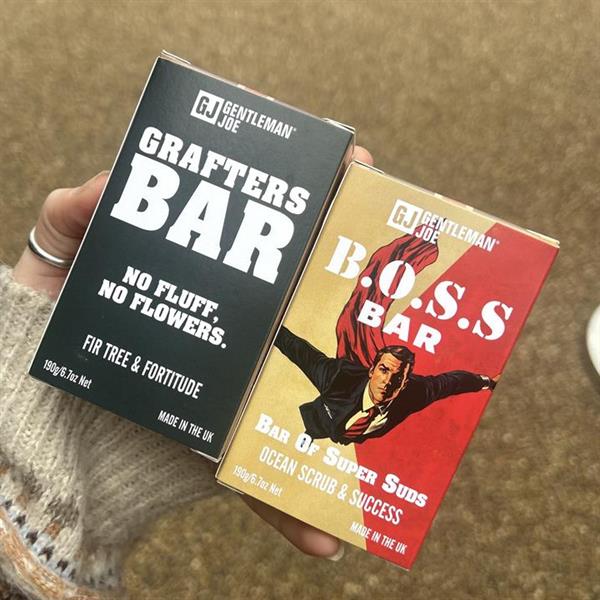 GJ GENTLEMAN®
JOE
GRAFTERS
BAR
NO FLUFF,
NO FLOWERS.
FIR TREE & FORTITUDE
190g/6.7oz Net
MADE IN THE UK
GJ GENTLEMAN®
JOE
B.O.S.S
BAR
BAR OF SUPER SUDS
OCEAN SCRUB & SUCCESS
190g/6.7oz Net
MADE IN THE UK